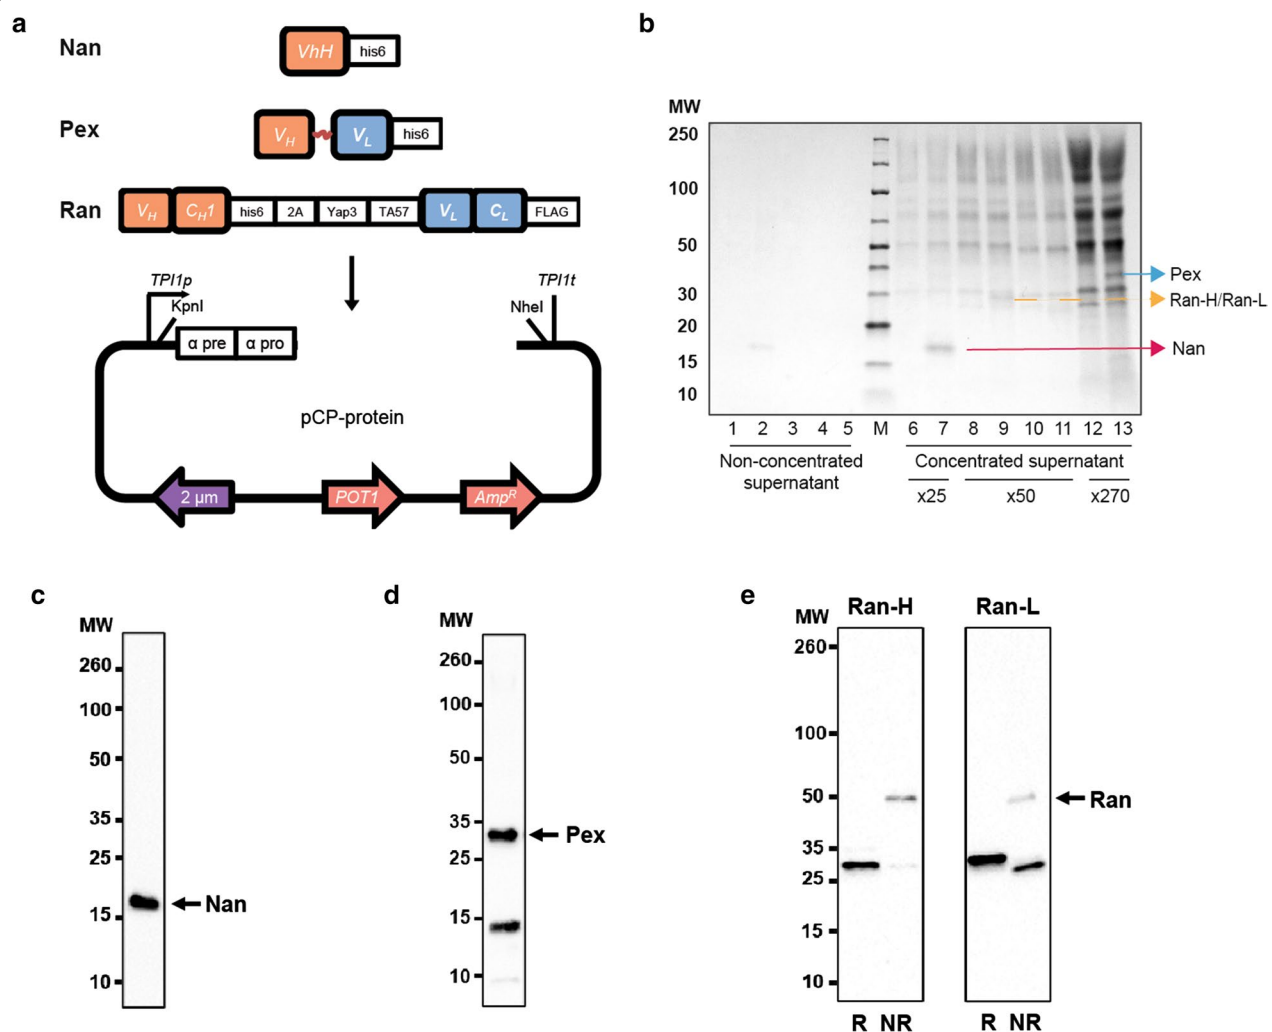 a
Nan
VhH his6
Pex
VH VL his6
Ran
VH CH1 his6 2A Yap3 TA57 VL CL FLAG
TPI1p
KpnI
α pre α pro
TPI1t
NheI
pCP-protein
2 µm POT1 AmpR
b
MW
250
100
50
30
20
15
10
Pex
Ran-H/Ran-L
Nan
1 2 3 4 5 M 6 7 8 9 10 11 12 13
Non-concentrated
supernatant
Concentrated supernatant
x25 x50 x270
c
MW
260
100
50
35
25
15
10
Nan
d
MW
260
100
50
35
25
15
10
Pex
e
Ran-H Ran-L
MW
260
100
50
35
25
15
10
Ran
R NR R NR